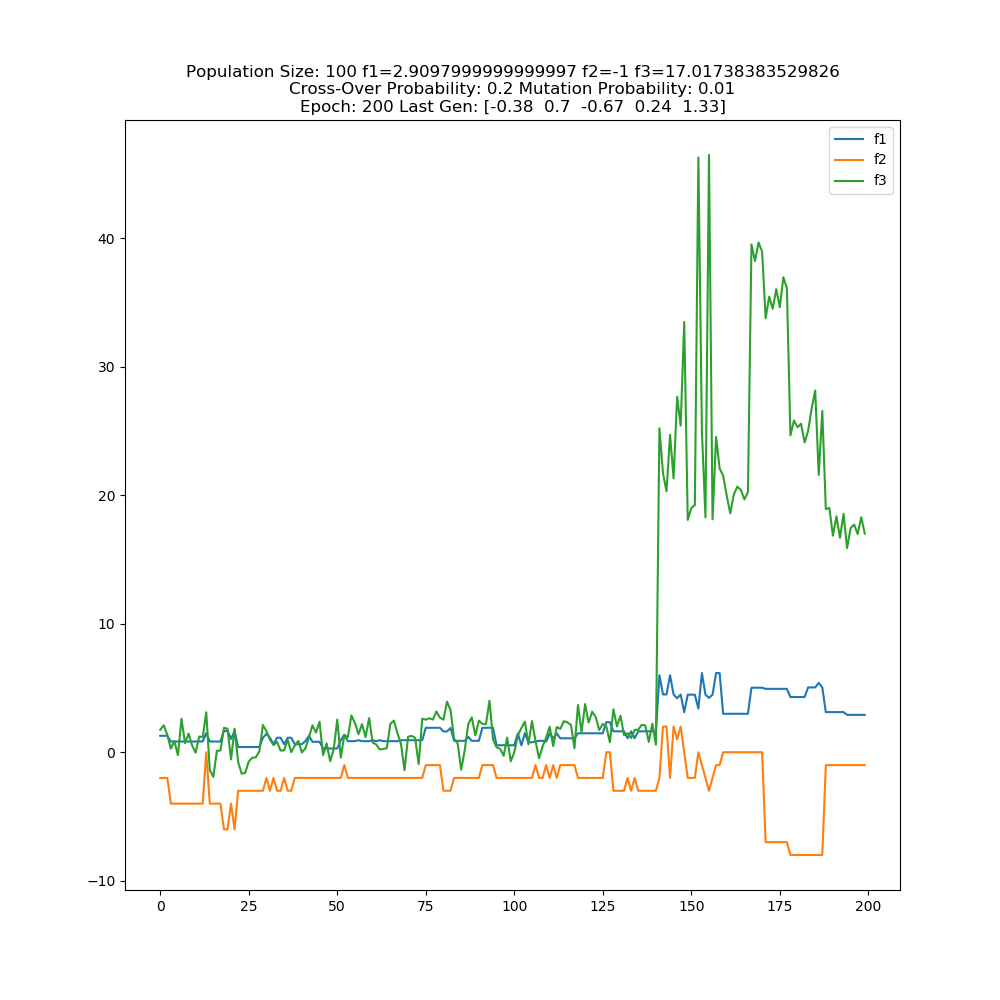 Population Size: 100 f1=2.9097999999999997 f2=-1 f3=17.01738383529826
Cross-Over Probability: 0.2 Mutation Probability: 0.01
Epoch: 200 Last Gen: [-0.38  0.7  -0.67  0.24  1.33]
f1
f2
f3
40
30
20
10
0
−10
0 25 50 75 100 125 150 175 200